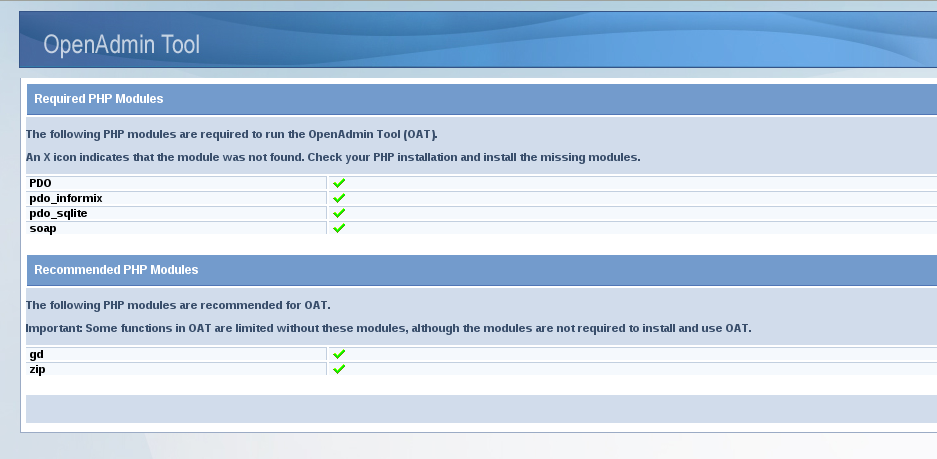 OpenAdmin Tool
Required PHP Modules
The following PHP modules are required to run the OpenAdmin Tool (OAT).
An X icon indicates that the module was not found. Check your PHP installation and install the missing modules.
PDO
pdo_informix
pdo_sqlite
soap
Recommended PHP Modules
The following PHP modules are recommended for OAT.
Important: Some functions in OAT are limited without these modules, although the modules are not required to install and use OAT.
gd
zip